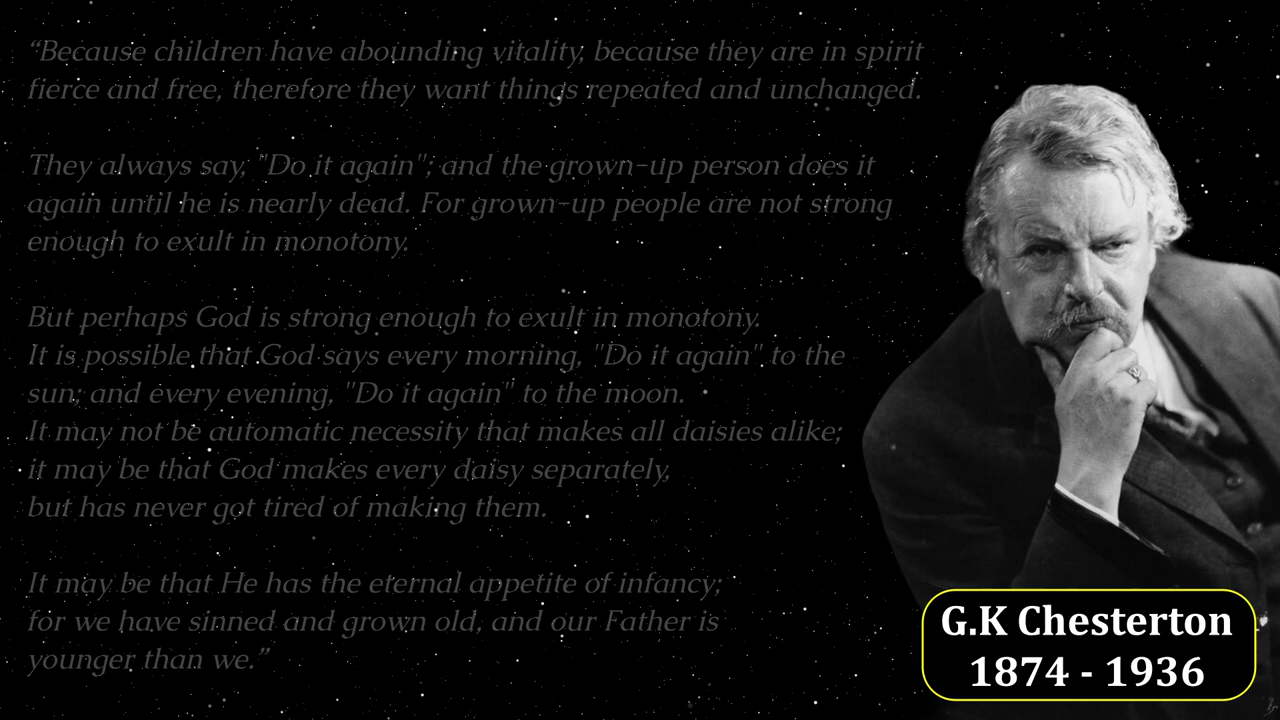 “Because children have abounding vitality, because they are in spirit
fierce and free, therefore they want things repeated and unchanged.
They always say, "Do it again"; and the grown-up person does it
again until he is nearly dead. For grown-up people are not strong
enough to exult in monotony.
But perhaps God is strong enough to exult in monotony.
It is possible that God says every morning, "Do it again" to the
sun; and every evening, "Do it again" to the moon.
It may not be automatic necessity that makes all daisies alike;
it may be that God makes every daisy separately,
but has never got tired of making them.
It may be that He has the eternal appetite of infancy;
for we have sinned and grown old, and our Father is
younger than we.”
G.K Chesterton
1874 - 1936